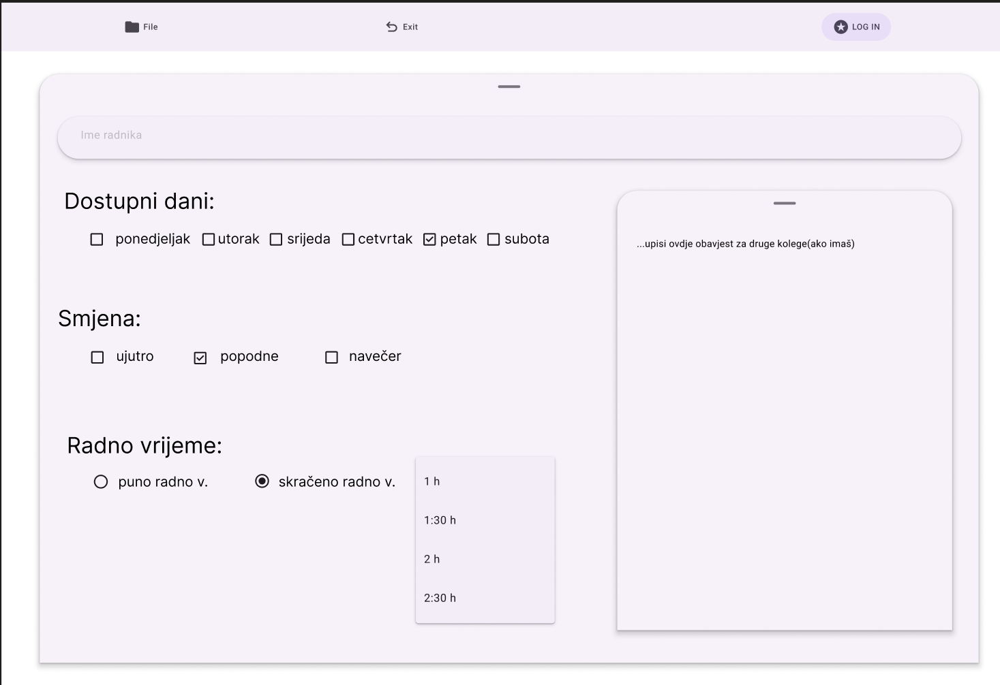 File
Exit
LOG IN
Ime radnika
Dostupni dani:
ponedjeljak utorak srijeda cetvrtak petak subota
...upisi ovdje obavjest za druge kolege(ako imaš)
Smjena:
ujutro popodne navečer
Radno vrijeme:
puno radno v. skračeno radno v.
1 h
1:30 h
2 h
2:30 h